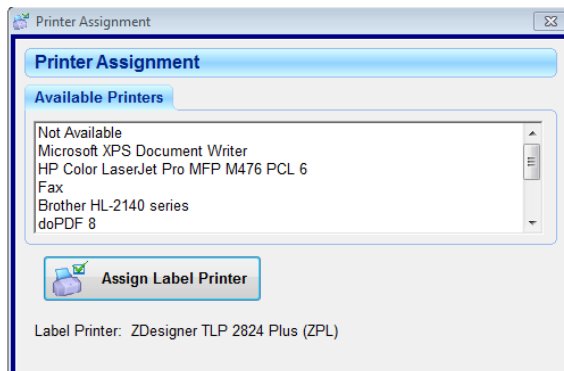 Printer Assignment
Printer Assignment
Available Printers
Not Available
Microsoft XPS Document Writer
HP Color LaserJet Pro MFP M476 PCL 6
Fax
Brother HL-2140 series
doPDF 8
Assign Label Printer
Label Printer: ZDesigner TLP 2824 Plus (ZPL)